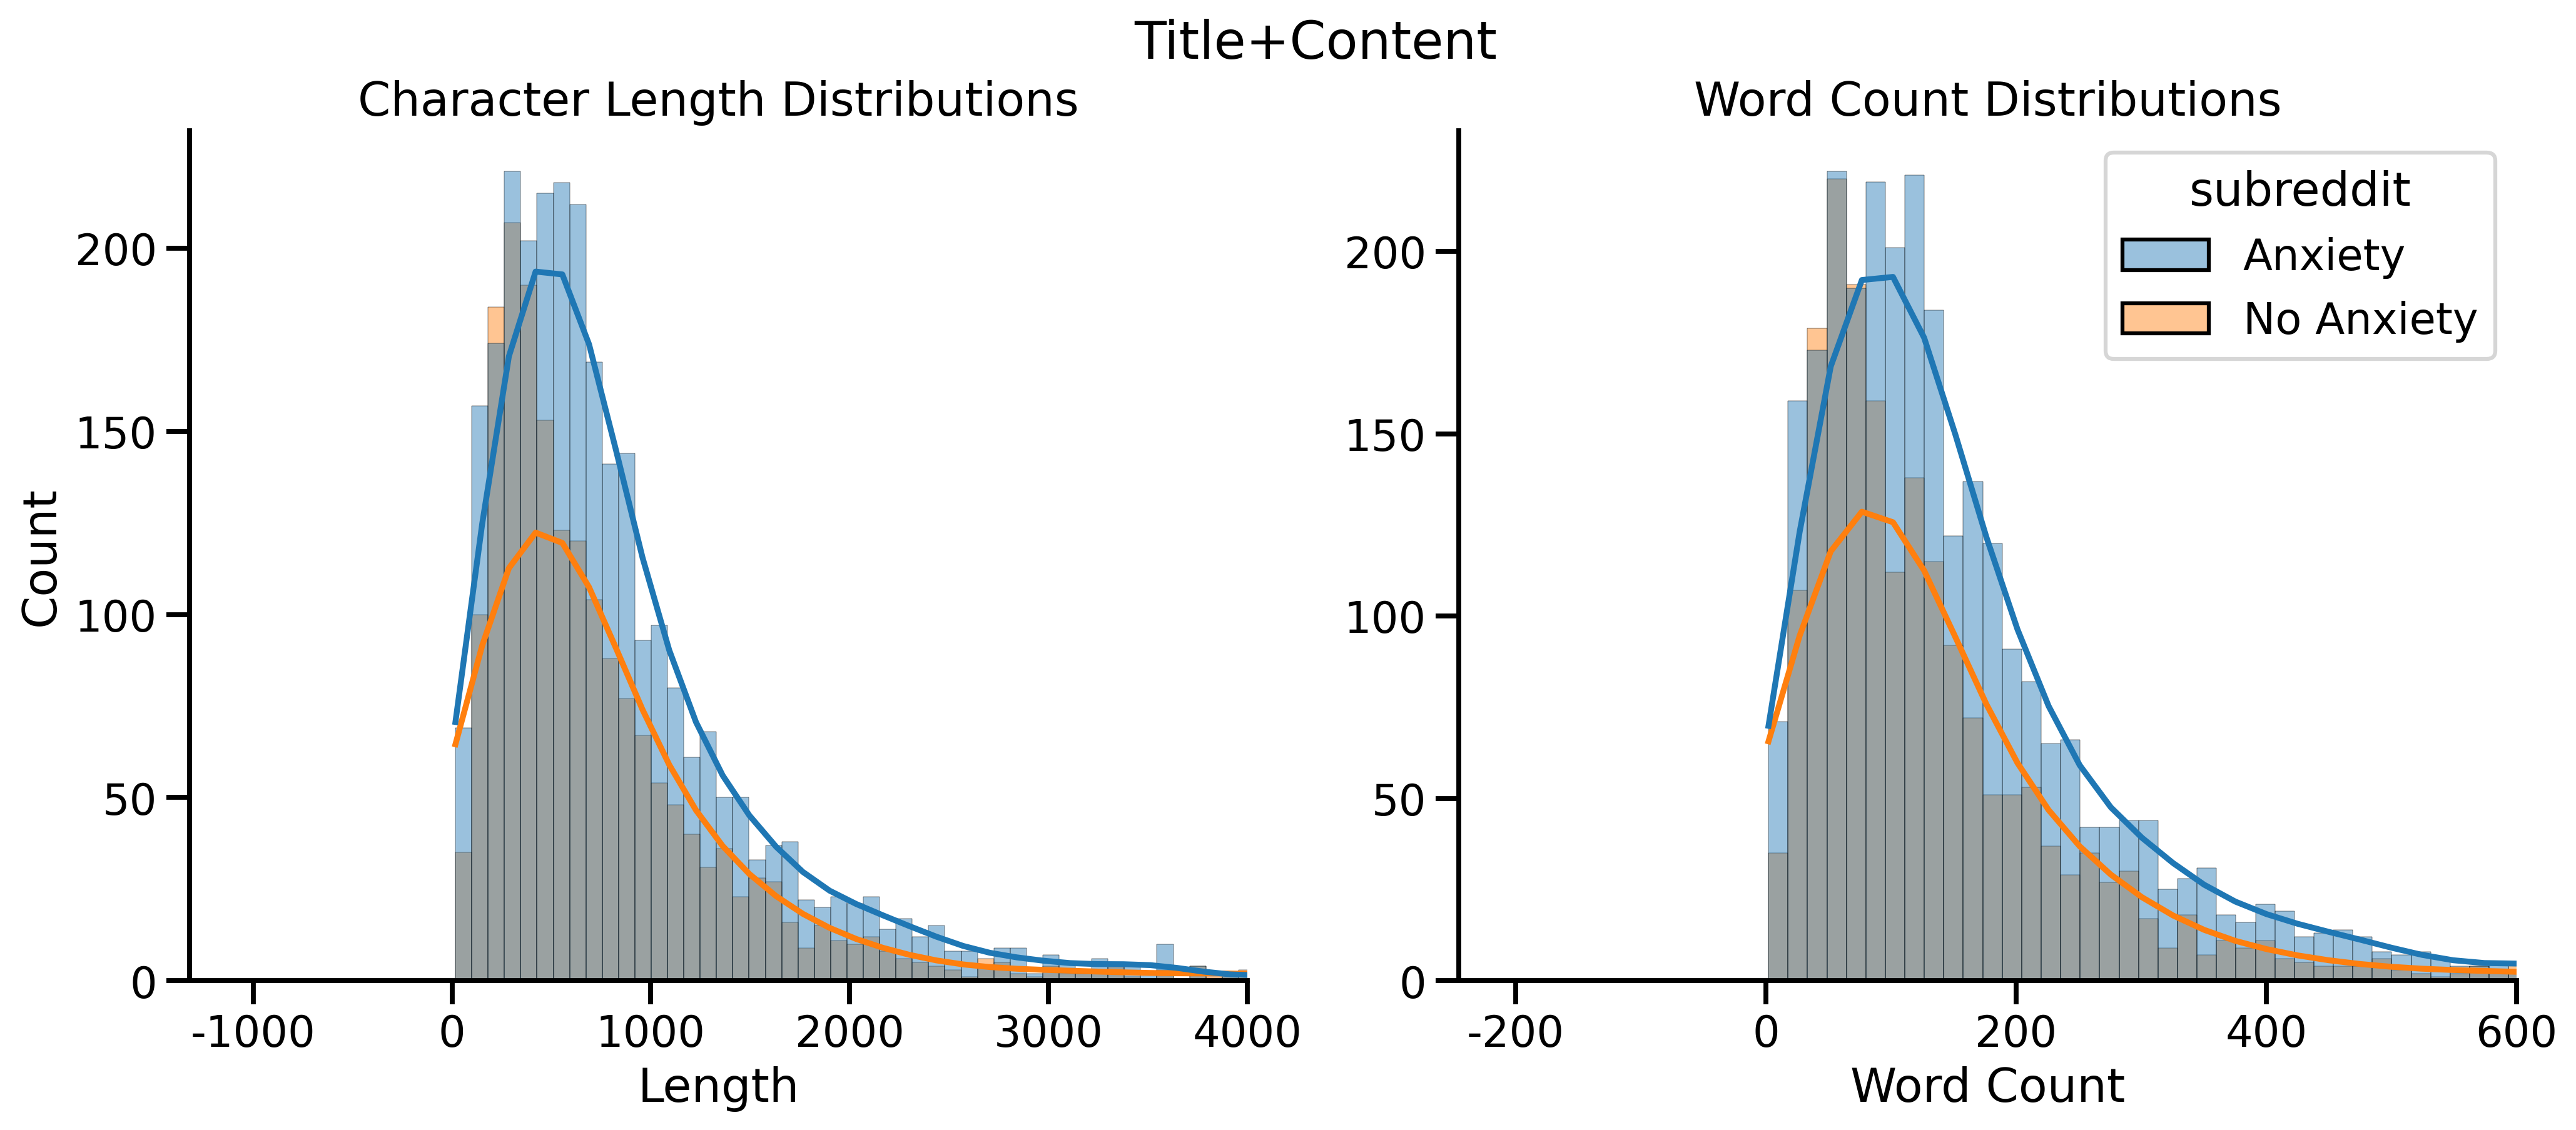 Title+Content
Character Length Distributions
Count
200
150
100
50
0
-1000
0
1000
2000
3000
4000
Length
Word Count Distributions
200
150
100
50
0
-200
0
200
400
600
Word Count
subreddit
Anxiety
No Anxiety